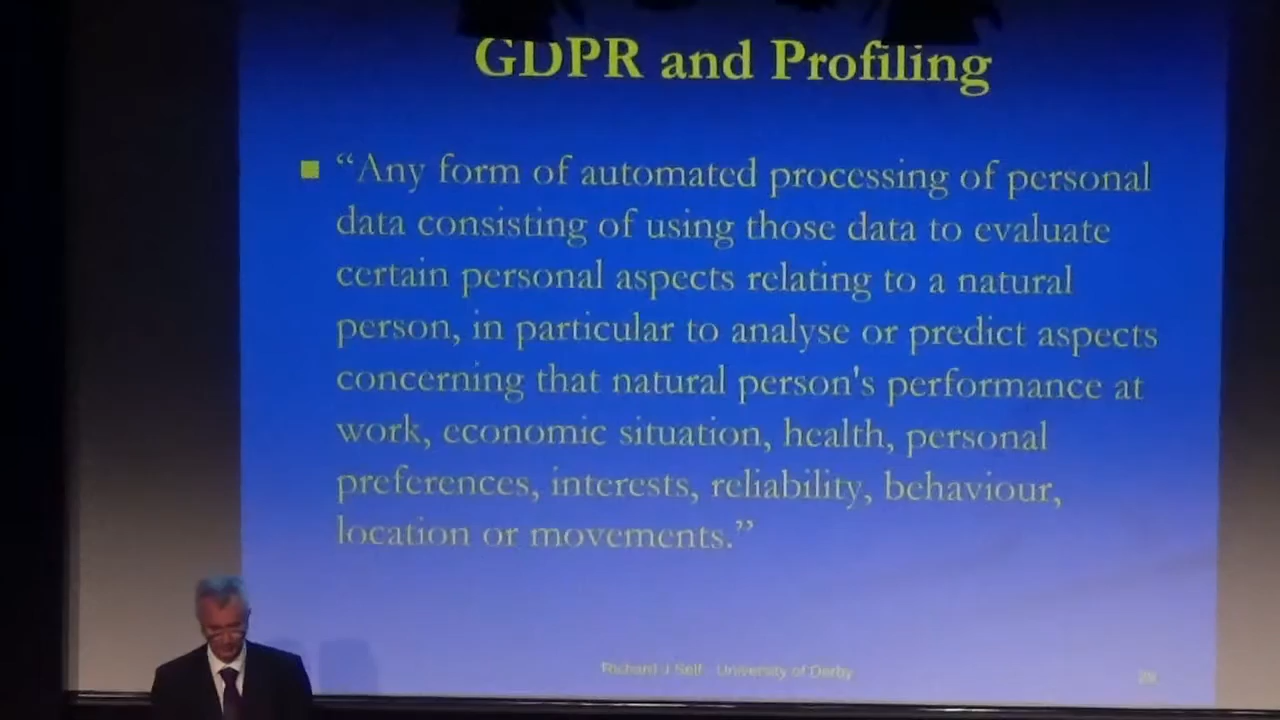 GDPR and Profiling
“Any form of automated processing of personal
data consisting of using those data to evaluate
certain personal aspects relating to a natural
person, in particular to analyse or predict aspects
concerning that natural person's performance at
work, economic situation, health, personal
preferences, interests, reliability, behaviour,
location or movements.”
Richard J Self University of Derby